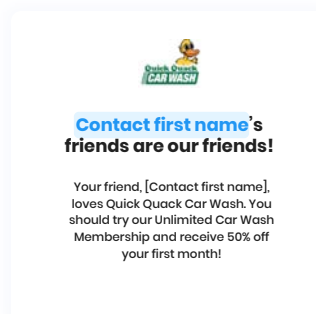 Quick Quack
CAR WASH
Contact first name's
friends are our friends!
Your friend, [Contact first name],
loves Quick Quack Car Wash. You
should try our Unlimited Car Wash
Membership and receive 50% off
your first month!